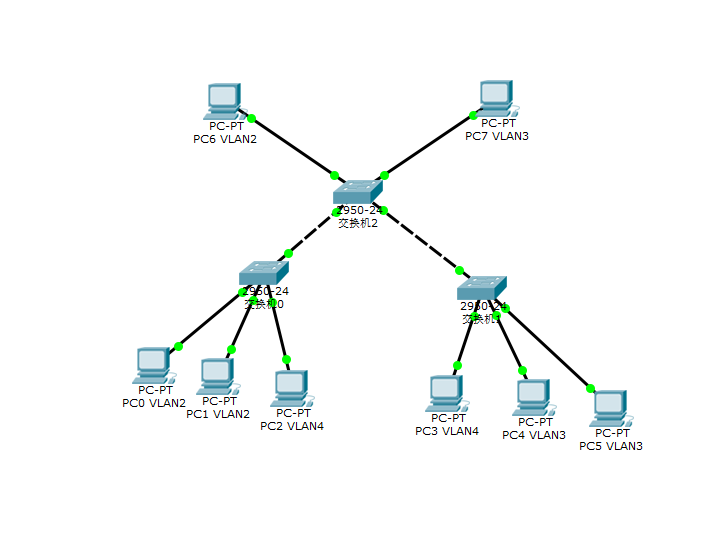 PC-PT
PC6 VLAN2
PC-PT
PC7 VLAN3
2950-24
交换机2
2950-24
交换机0
2950-24
交换机1
PC-PT
PC0 VLAN2
PC-PT
PC1 VLAN2
PC-PT
PC2 VLAN4
PC-PT
PC3 VLAN4
PC-PT
PC4 VLAN3
PC-PT
PC5 VLAN3